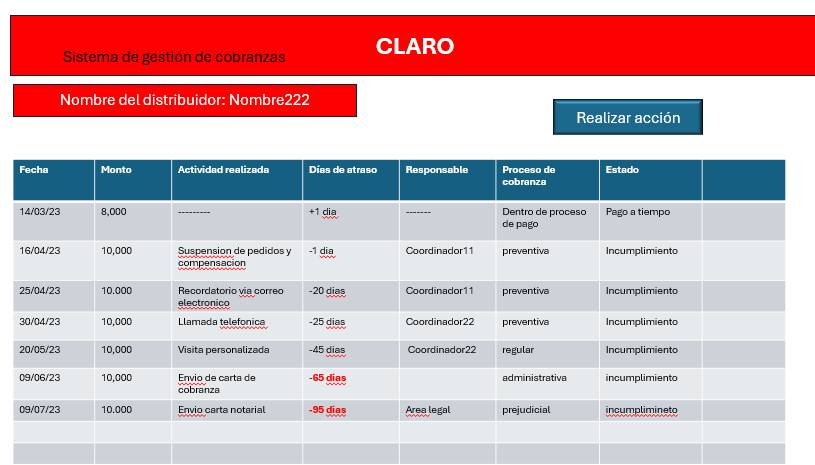 CLARO
Sistema de gestión de cobranzas
Nombre del distribuidor: Nombre222
Realizar acción
Fecha Monto Actividad realizada Días de atraso Responsable Proceso de cobranza Estado
14/03/23 8,000 --------- +1 dia ------- Dentro de proceso de pago Pago a tiempo
16/04/23 10,000 Suspension de pedidos y compensacion -1 dia Coordinador11 preventiva Incumplimiento
25/04/23 10.000 Recordatorio via correo electronico -20 dias Coordinador11 preventiva Incumplimiento
30/04/23 10,000 Llamada telefonica -25 dias Coordinador22 preventiva Incumplimiento
20/05/23 10,000 Visita personalizada -45 dias Coordinador22 regular Incumplimiento
09/06/23 10,000 Envio de carta de cobranza -65 dias administrativa incumplimiento
09/07/23 10.000 Envio carta notarial -95 dias Area legal prejudicial incumplimineto